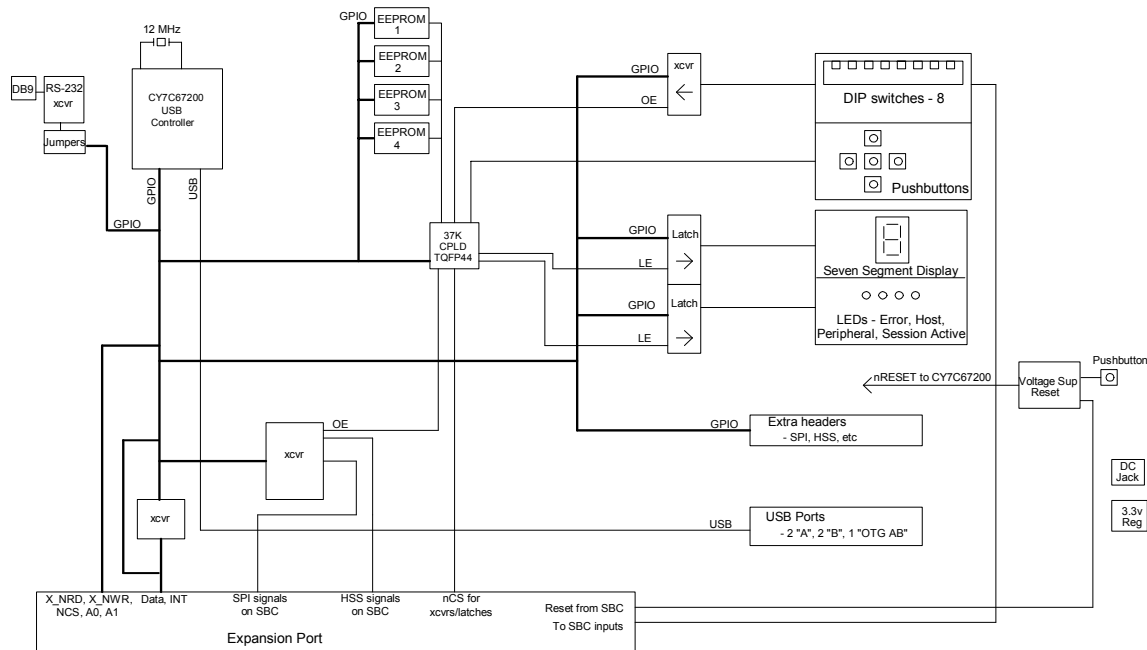 12 MHz
GPIO
EEPROM
1
EEPROM
2
EEPROM
3
EEPROM
4
DB9
RS-232
xcvr
Jumpers
CY7C67200
USB
Controller
GPIO
USB
GPIO
GPIO
OE
xcvr
DIP switches - 8
Pushbuttons
37K
CPLD
TQFP44
GPIO
Latch
LE
GPIO
Latch
LE
Seven Segment Display
LEDs - Error, Host,
Peripheral, Session Active
nRESET to CY7C67200
Voltage Sup
Reset
Pushbutton
GPIO
Extra headers
- SPI, HSS, etc
OE
xcvr
xcvr
DC
Jack
3.3v
Reg
USB
USB Ports
- 2 "A", 2 "B", 1 "OTG AB"
X_NRD, X_NWR,
NCS, A0, A1
Data, INT
SPI signals
on SBC
HSS signals
on SBC
nCS for
xcvrs/latches
Reset from SBC
To SBC inputs
Expansion Port